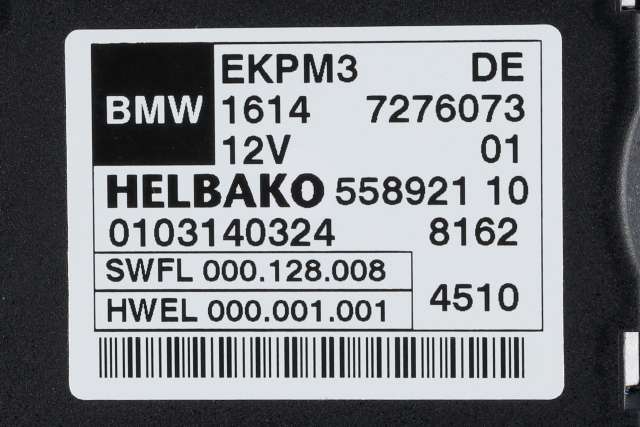 BMW EKPM3 DE
1614 7276073
12V 01
HELBAKO 558921 10
0103140324 8162
SWFL 000.128.008
HWEL 000.001.001 4510